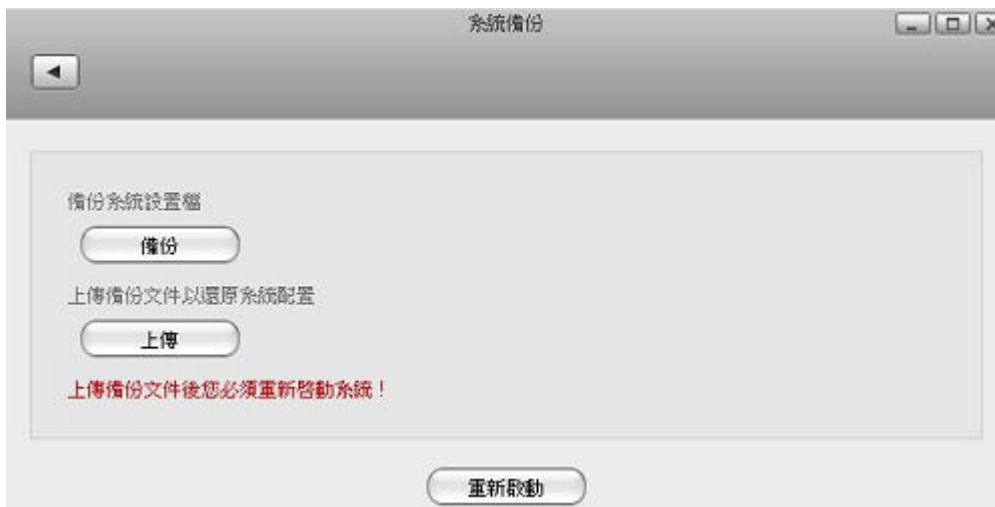 系統備份
備份系統設置檔
備份
上傳備份文件以還原系統配置
上傳
上傳備份文件後您必須重新啓動系統！
重新啟動